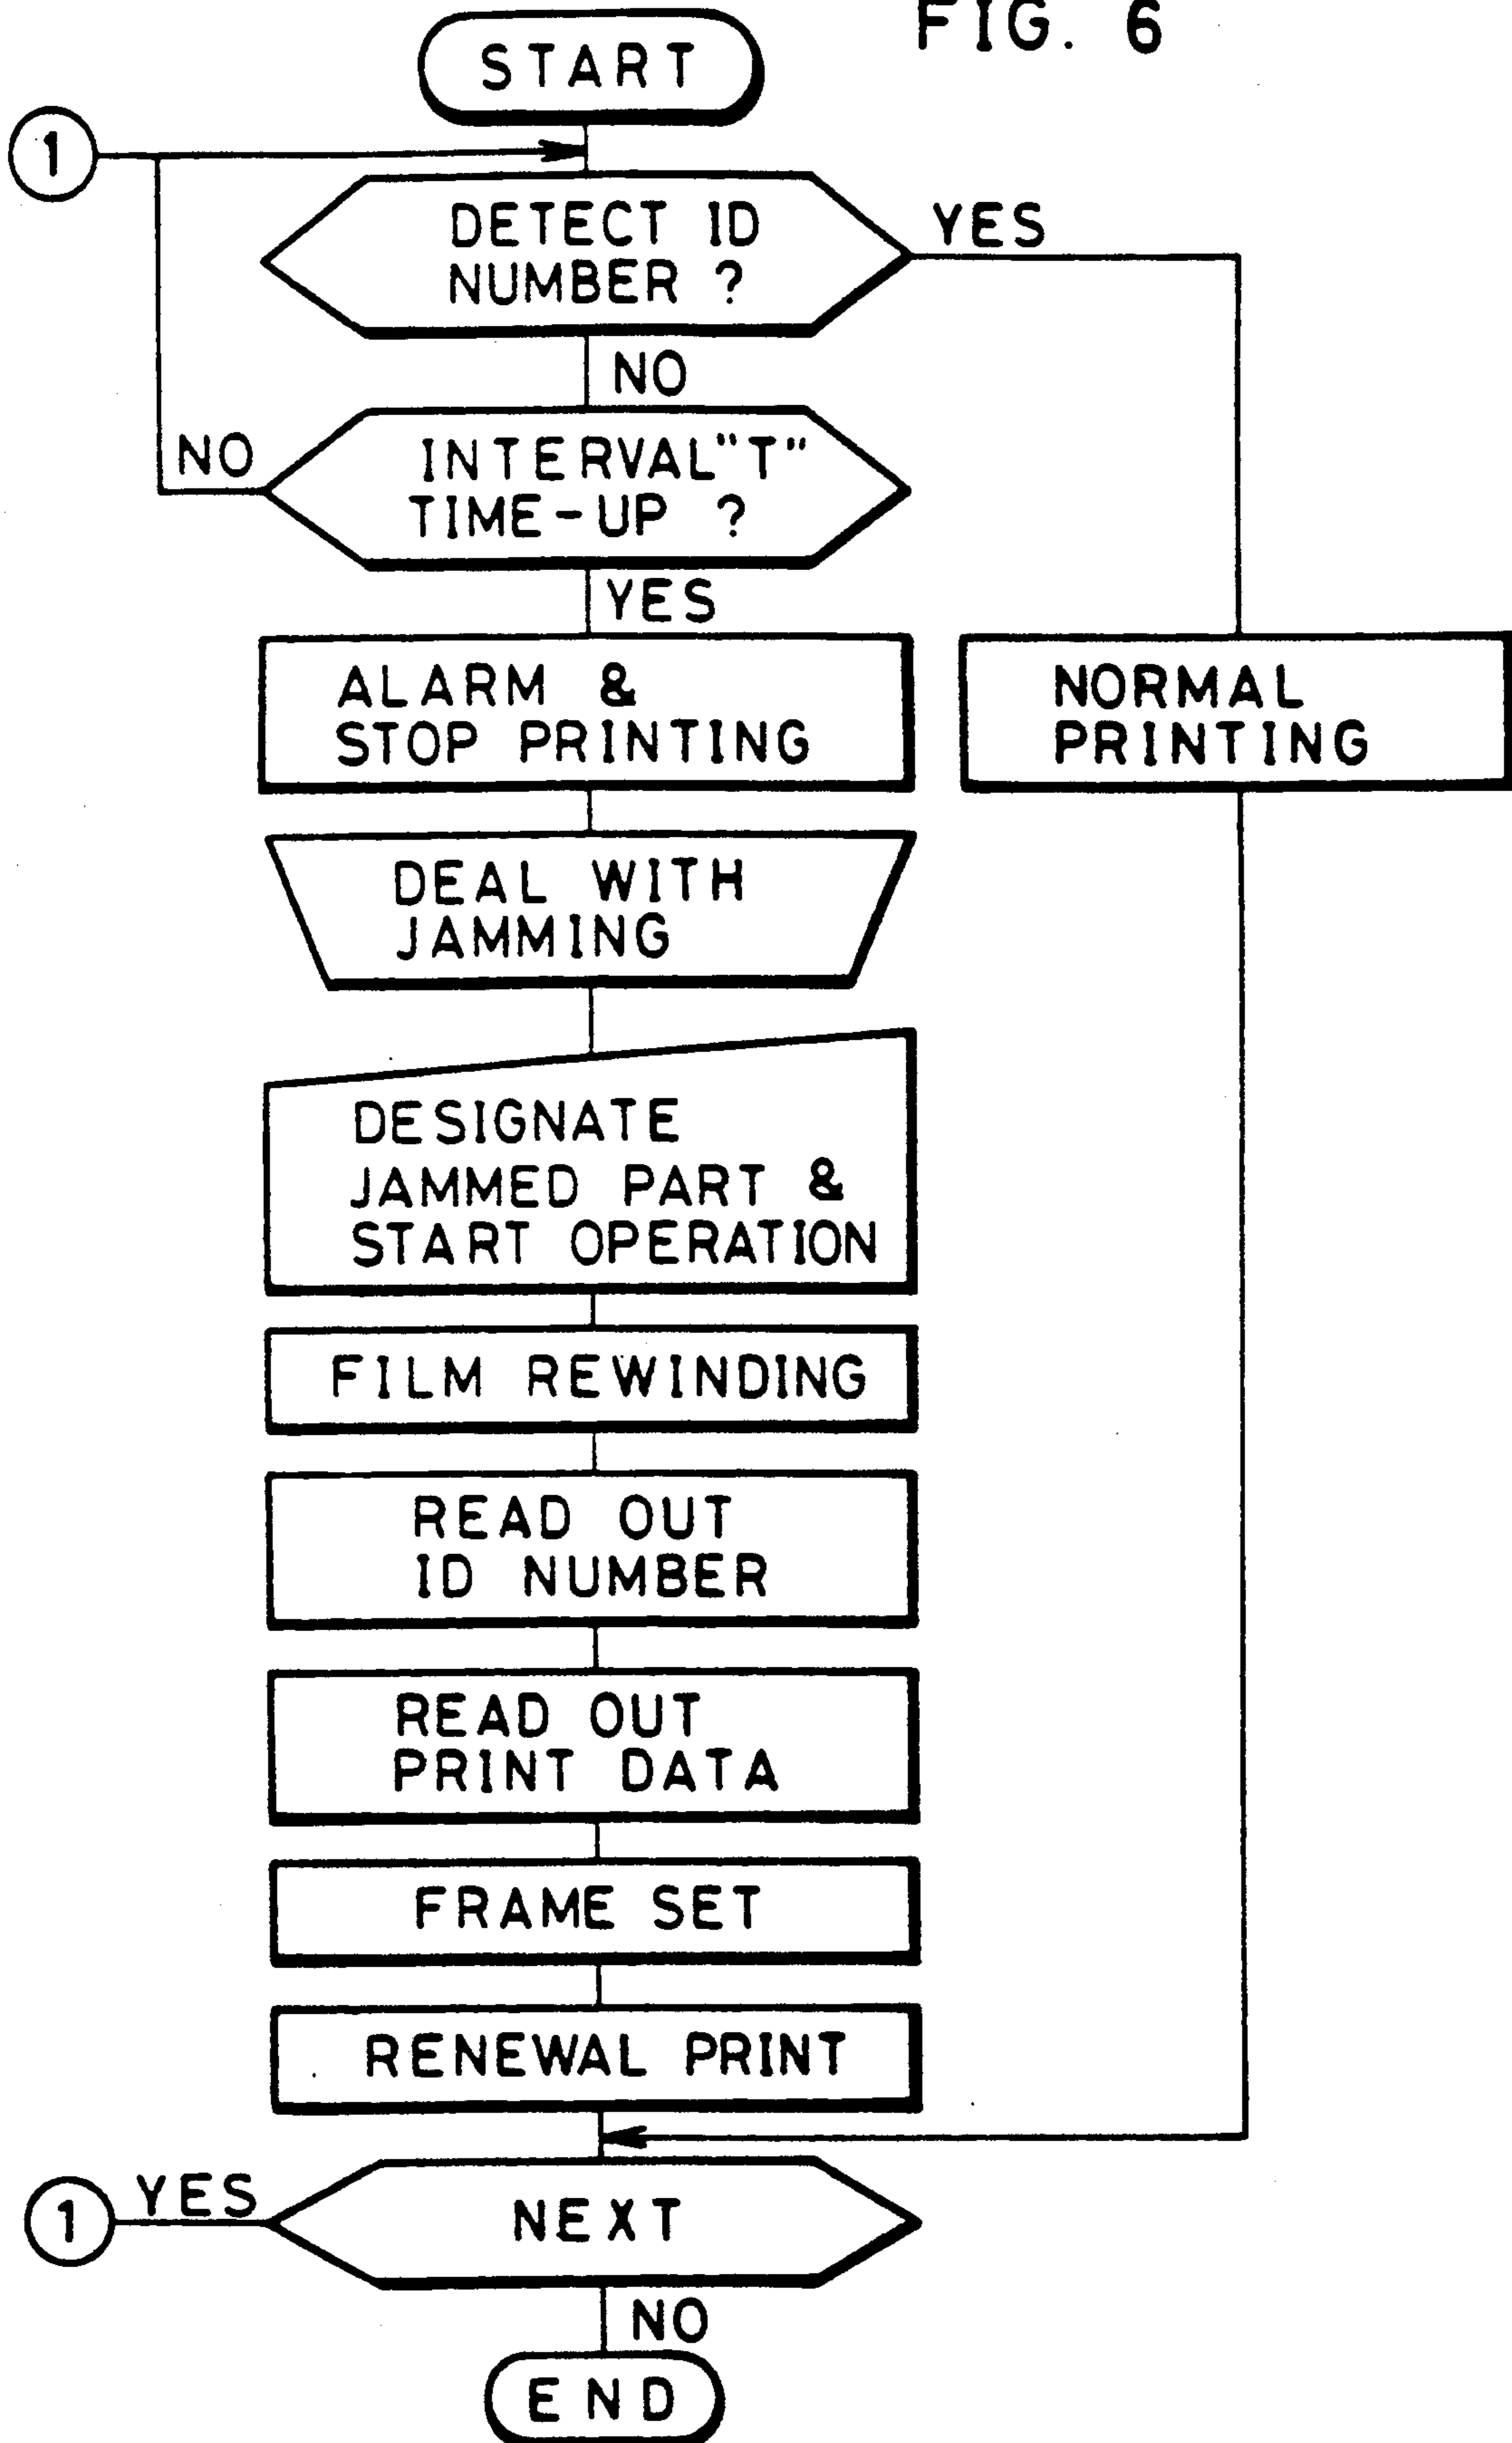 FIG. 6
START
1
DETECT ID
NUMBER ?
YES
NO
INTERVAL"T"
TIME-UP ?
NO
YES
ALARM &
STOP PRINTING
NORMAL
PRINTING
DEAL WITH
JAMMING
DESIGNATE
JAMMED PART &
START OPERATION
FILM REWINDING
READ OUT
ID NUMBER
READ OUT
PRINT DATA
FRAME SET
RENEWAL PRINT
1
YES
NEXT
NO
END